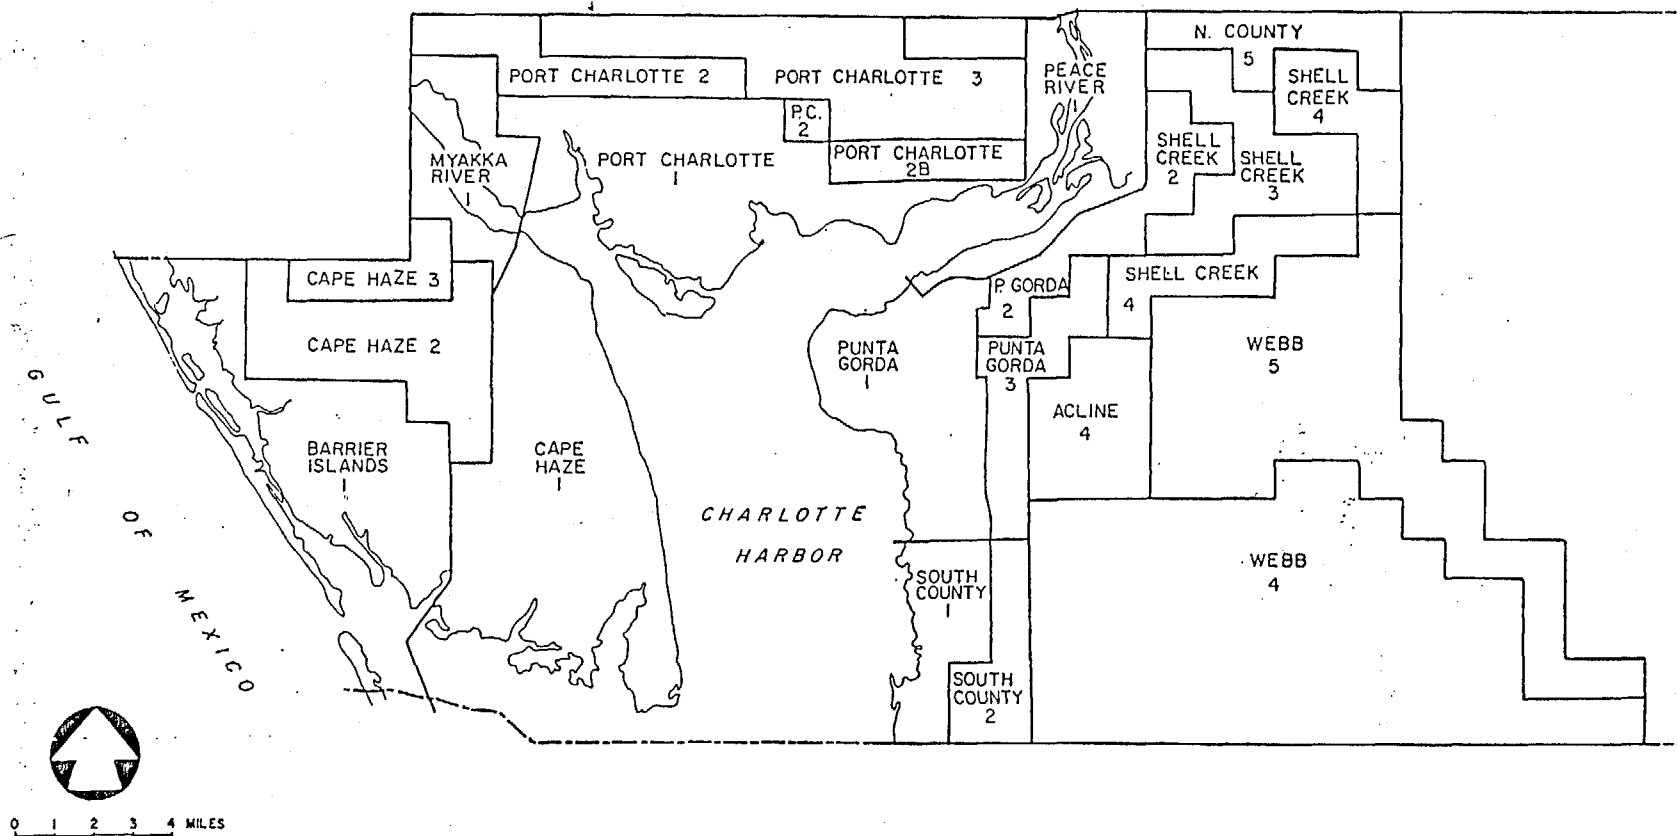 N. COUNTY
5
PORT CHARLOTTE 2
PORT CHARLOTTE 3
PEACE
RIVER
1
SHELL
CREEK
4
P.C.
2
MYAKKA
RIVER
1
PORT CHARLOTTE
1
PORT CHARLOTTE
2B
SHELL
CREEK
2
SHELL
CREEK
3
CAPE HAZE 3
P. GORDA
2
SHELL CREEK
4
CAPE HAZE 2
PUNTA
GORDA
1
PUNTA
GORDA
3
WEBB
5
GULF OF MEXICO
ACLINE
4
BARRIER
ISLANDS
1
CAPE
HAZE
1
CHARLOTTE
HARBOR
WEBB
4
SOUTH
COUNTY
1
SOUTH
COUNTY
2
0 1 2 3 4 MILES